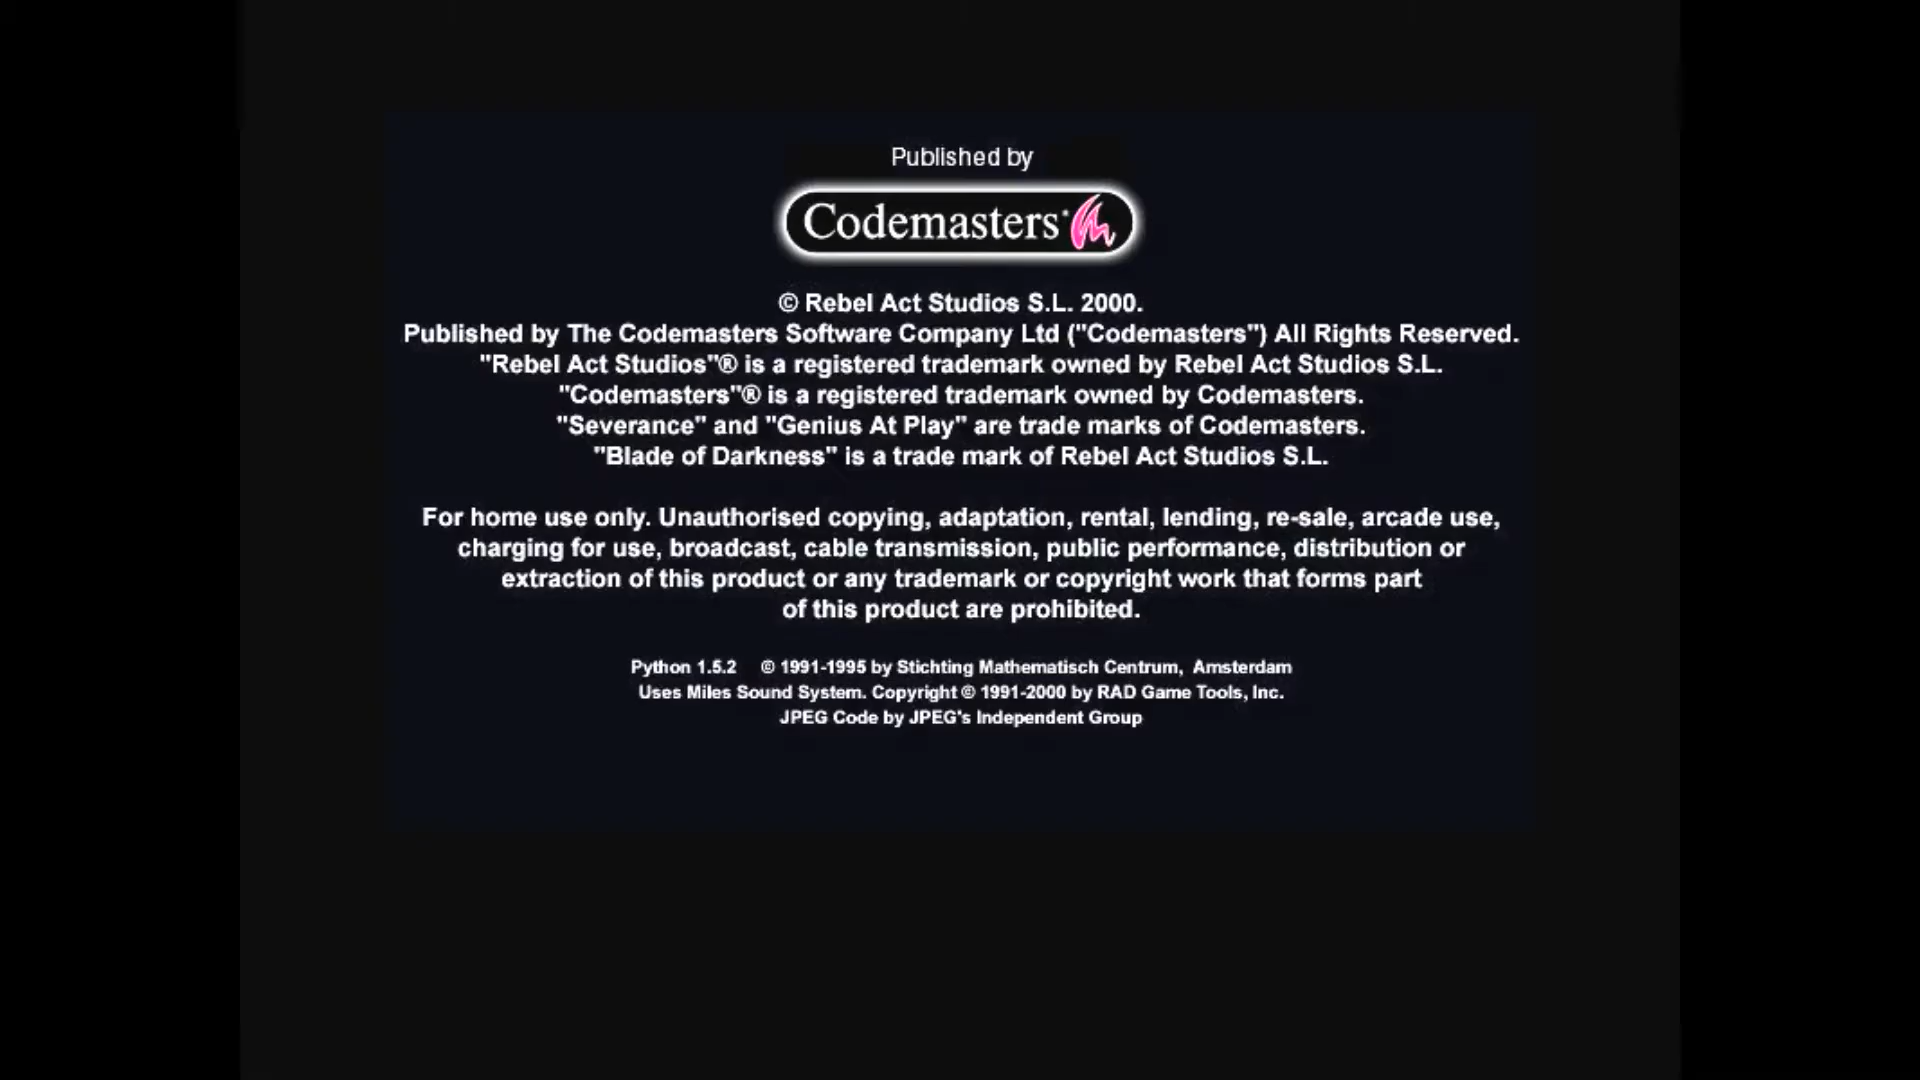 Published by
Codemasters
© Rebel Act Studios S.L. 2000.
Published by The Codemasters Software Company Ltd ("Codemasters") All Rights Reserved.
"Rebel Act Studios"® is a registered trademark owned by Rebel Act Studios S.L.
"Codemasters"® is a registered trademark owned by Codemasters.
"Severance" and "Genius At Play" are trade marks of Codemasters.
"Blade of Darkness" is a trade mark of Rebel Act Studios S.L.
For home use only. Unauthorised copying, adaptation, rental, lending, re-sale, arcade use,
charging for use, broadcast, cable transmission, public performance, distribution or
extraction of this product or any trademark or copyright work that forms part
of this product are prohibited.
Python 1.5.2 © 1991-1995 by Stichting Mathematisch Centrum, Amsterdam
Uses Miles Sound System. Copyright © 1991-2000 by RAD Game Tools, Inc.
JPEG Code by JPEG's Independent Group